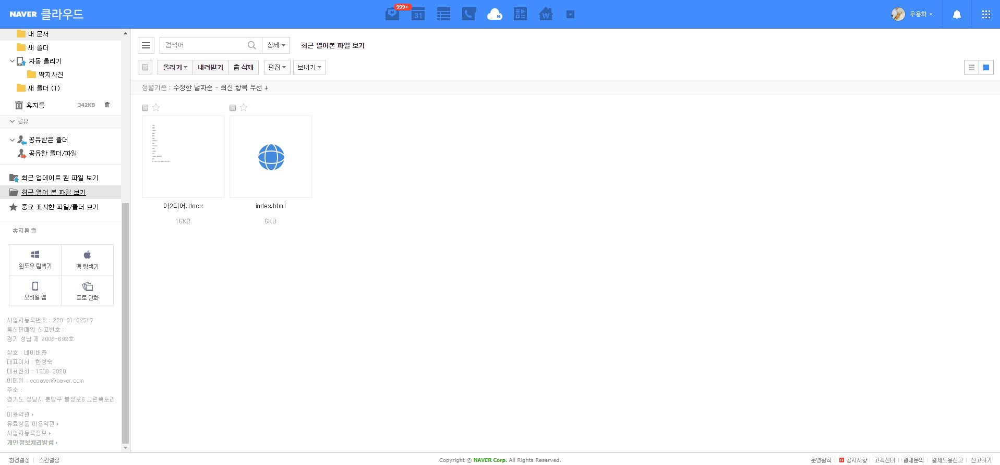 NAVER 클라우드
999+
31
N
우용화
내 문서
새 폴더
자동 올리기
딱지사진
새 폴더 (1)
휴지통 342KB
공유
공유받은 폴더
공유한 폴더/파일
최근 업데이트 된 파일 보기
최근 열어 본 파일 보기
중요 표시한 파일/폴더 보기
휴지통
윈도우 탐색기
맥 탐색기
모바일 앱
포토 인화
사업자등록번호 : 220-81-62517
통신판매업 신고번호 :
경기 성남 제 2006-692호
상호 : 네이버㈜
대표이사 : 한성숙
대표전화 : 1588-3820
이메일 : ccnaver@naver.com
주소 :
경기도 성남시 분당구 불정로6 그린팩토리
이용약관
유료상품 이용약관
사업자등록정보
개인정보처리방침
검색어
상세
최근 열어본 파일 보기
올리기 내려받기 삭제 편집 보내기
정렬기준 : 수정한 날짜순 - 최신 항목 우선 ↓
아2디어.docx
16KB
index.html
6KB
환경설정 스킨설정
Copyright © NAVER Corp. All Rights Reserved.
운영원칙 N 공지사항 고객센터 결제문의 결제도용신고 신고하기